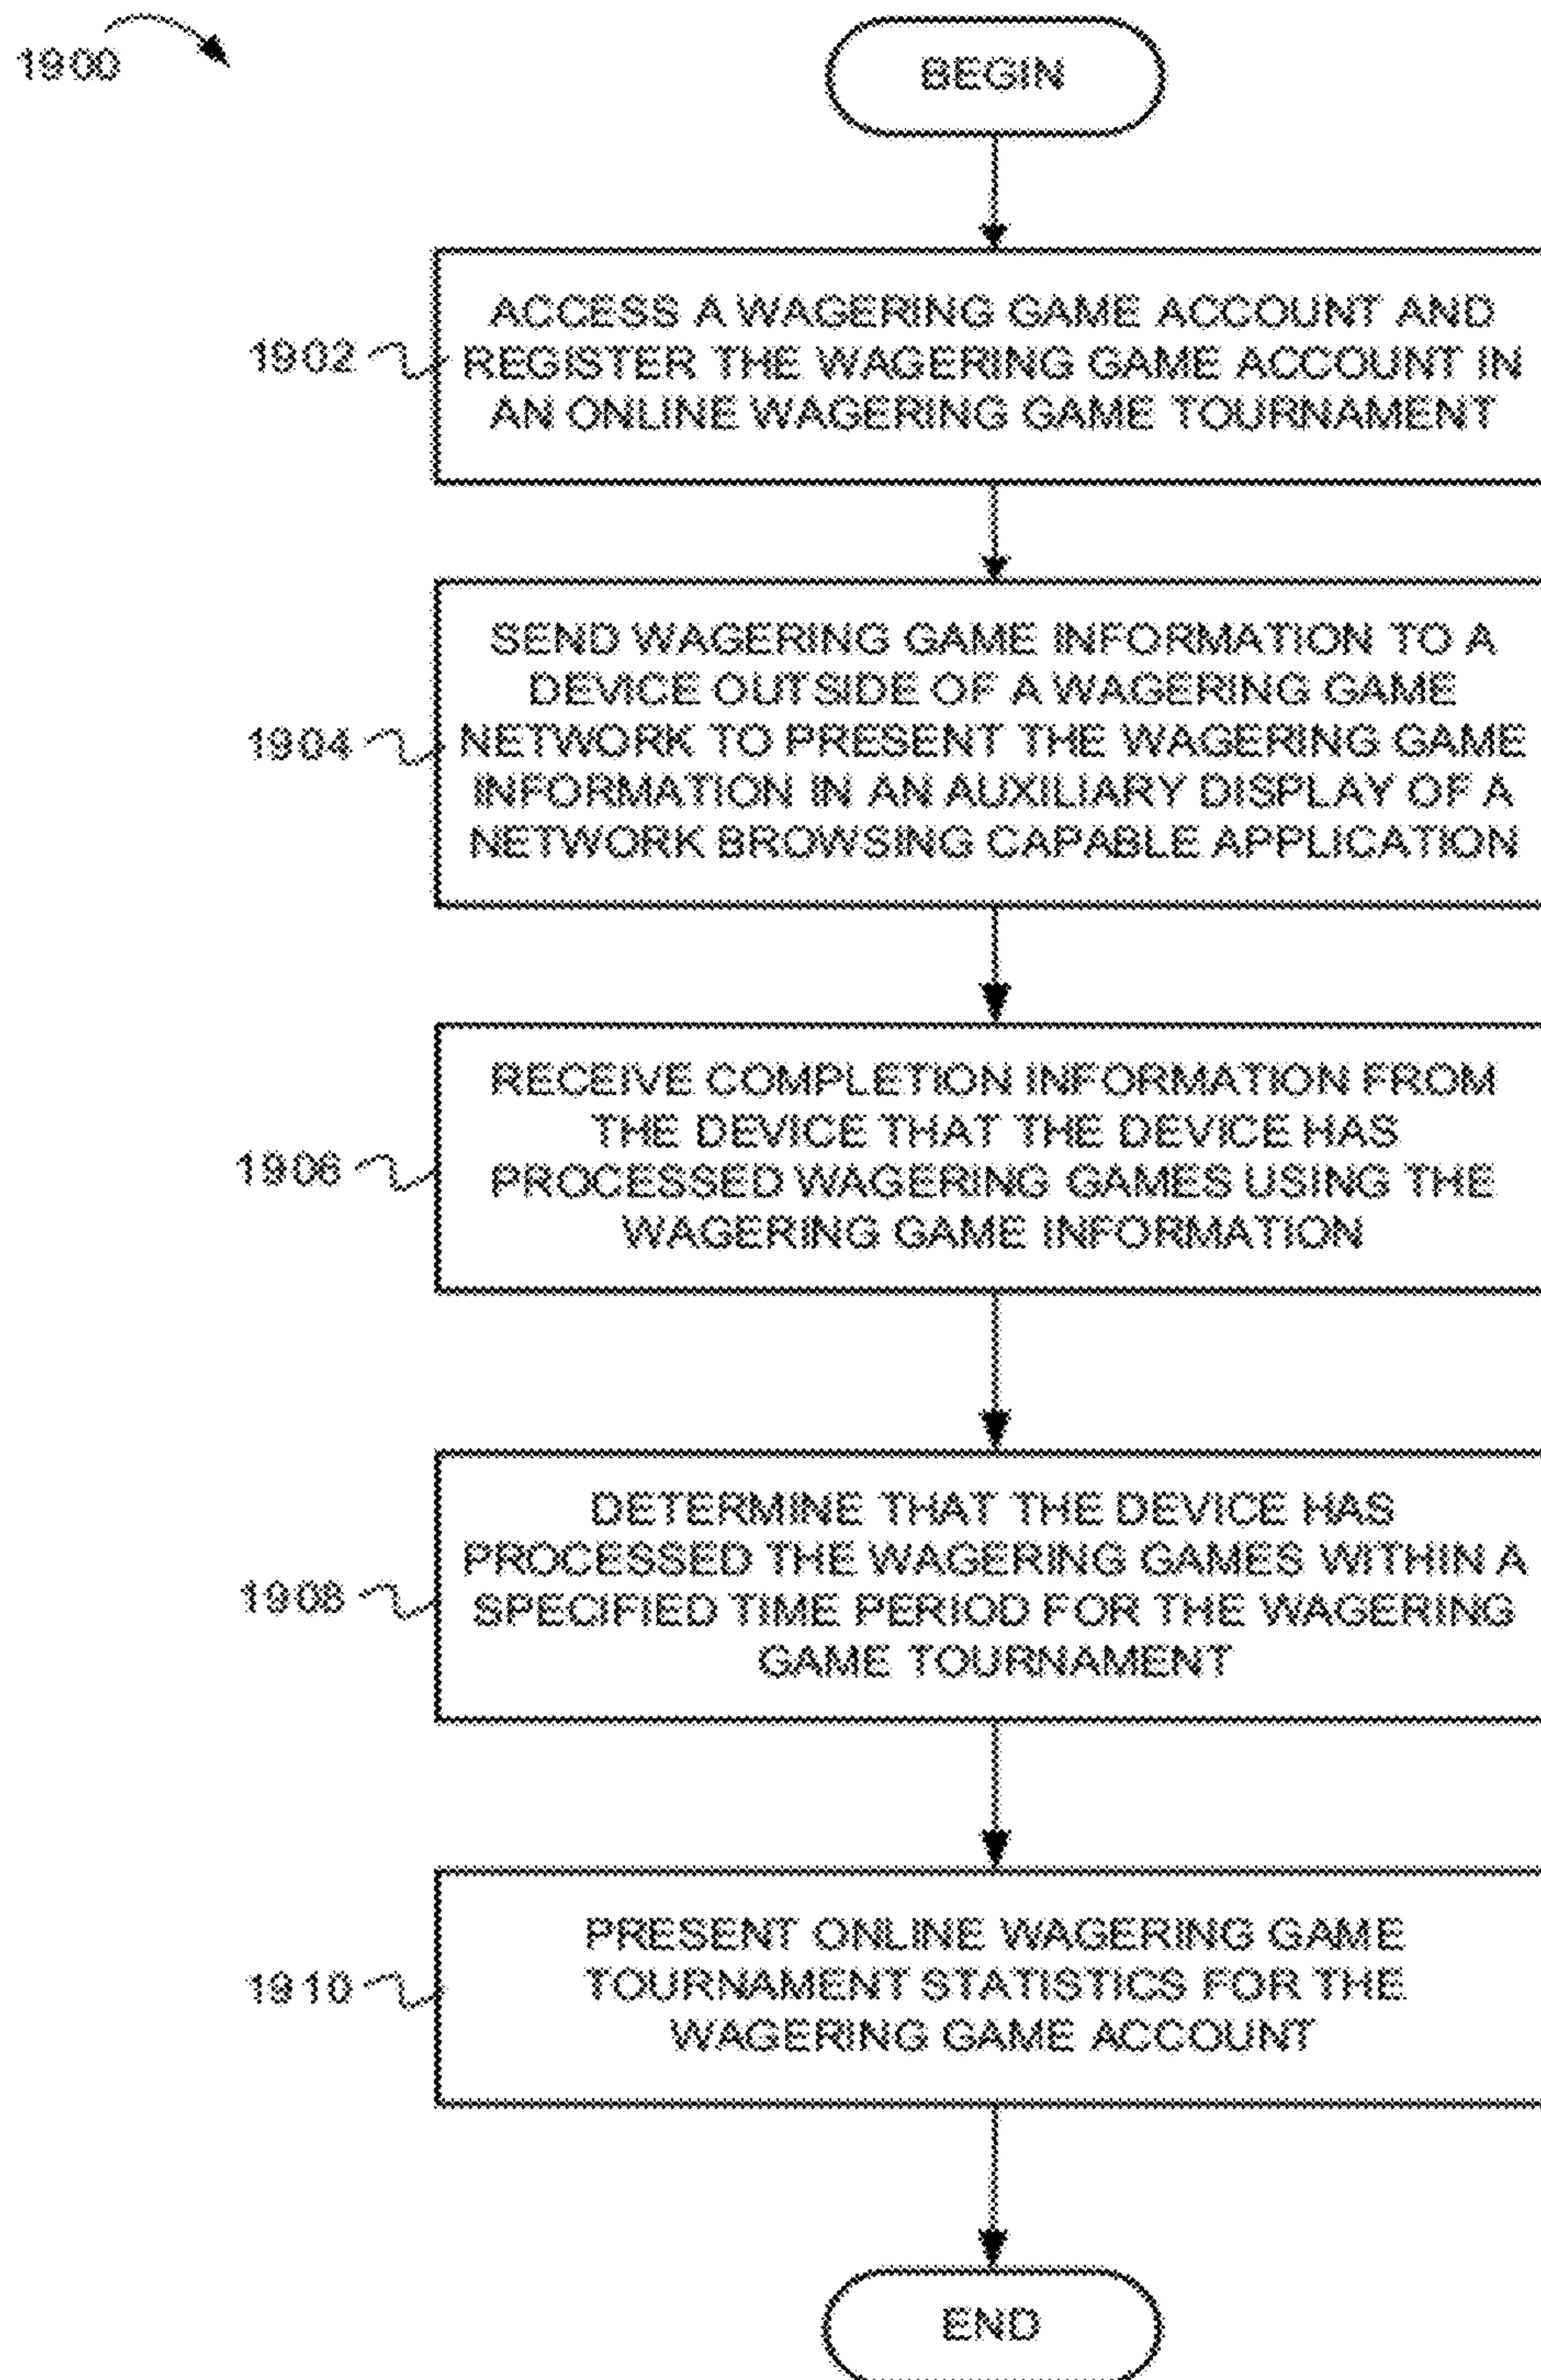 1900
BEGIN
1902
ACCESS A WAGERING GAME ACCOUNT AND
REGISTER THE WAGERING GAME ACCOUNT IN
AN ONLINE WAGERING GAME TOURNAMENT
1904
SEND WAGERING GAME INFORMATION TO A
DEVICE OUTSIDE OF A WAGERING GAME
NETWORK TO PRESENT THE WAGERING GAME
INFORMATION IN AN AUXILIARY DISPLAY OF A
NETWORK BROWSING CAPABLE APPLICATION
1906
RECEIVE COMPLETION INFORMATION FROM
THE DEVICE THAT THE DEVICE HAS
PROCESSED WAGERING GAMES USING THE
WAGERING GAME INFORMATION
1908
DETERMINE THAT THE DEVICE HAS
PROCESSED THE WAGERING GAMES WITHIN A
SPECIFIED TIME PERIOD FOR THE WAGERING
GAME TOURNAMENT
1910
PRESENT ONLINE WAGERING GAME
TOURNAMENT STATISTICS FOR THE
WAGERING GAME ACCOUNT
END